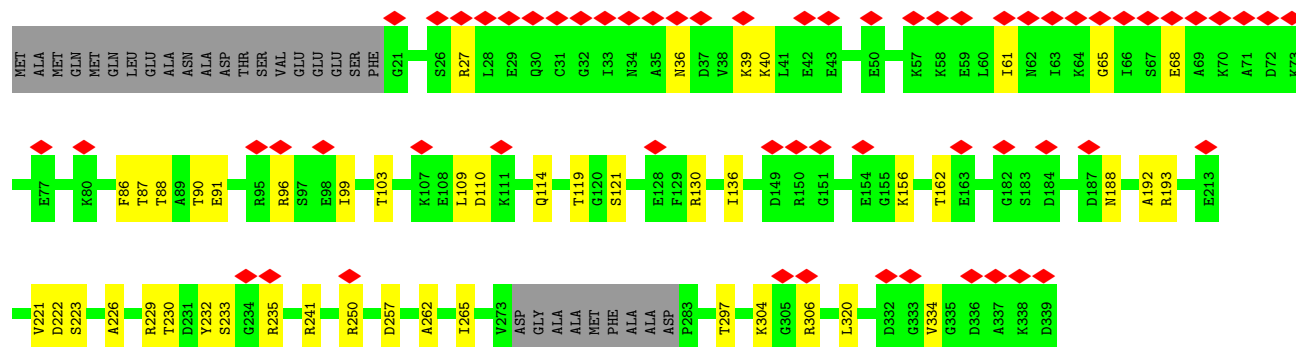 MET ALA MET GLN MET GLN LEU GLU ALA ASN ALA ASP THR SER VAL GLU GLU GLU SER PHE G21 S26 R27 L28 E29 Q30 C31 G32 I33 N34 A35 N36 D37 V38 K39 K40 L41 E42 E43 E50 K57 K58 E59 L60 I61 N62 I63 K64 G65 I66 S67 E68 A69 K70 A71 D72 K73
E77 K80 F86 T87 T88 A89 T90 E91 R95 R96 S97 E98 I99 T103 K107 E108 L109 D110 K111 Q114 T119 G120 S121 E128 F129 R130 I136 D149 R150 G151 E154 G155 K156 T162 E163 G182 S183 D184 D187 N188 A192 R193 E213
V221 D222 S223 A226 R229 T230 D231 Y232 S233 G234 R235 R241 R250 D257 A262 I265 V273 ASP GLY ALA ALA MET PHE ALA ALA ASP P283 T297 K304 G305 R306 L320 D332 G333 V334 G335 D336 A337 K338 D339